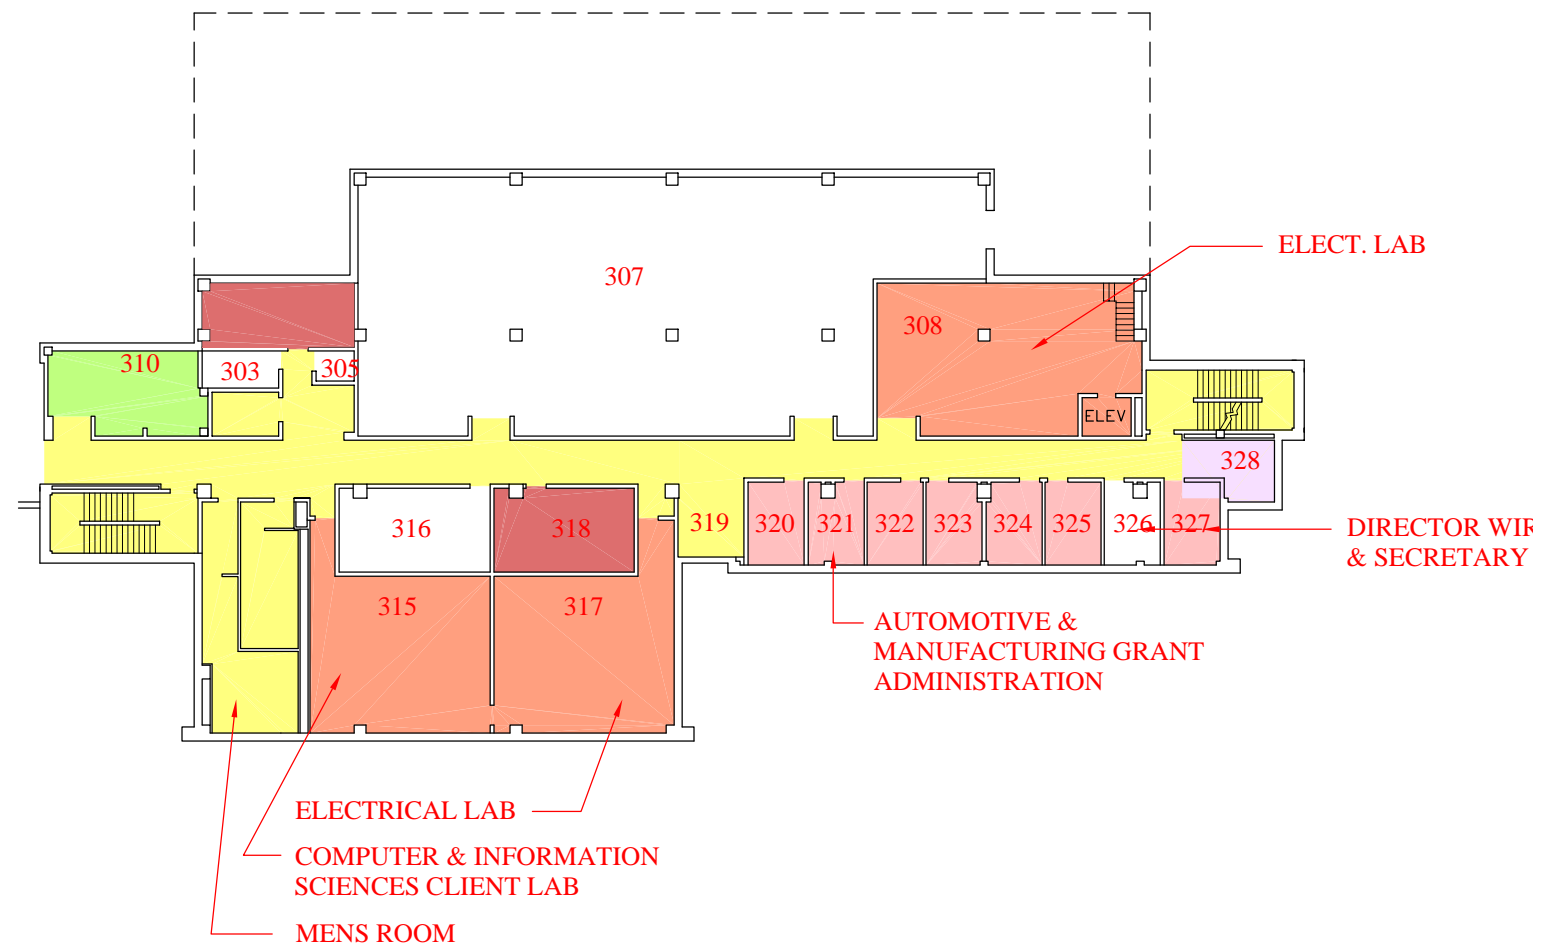 ELECT. LAB
307
308
310
303
305
ELEV
328
316
318
319
320
321
322
323
324
325
326
327
DIRECTOR WIR
& SECRETARY
315
317
AUTOMOTIVE &
MANUFACTURING GRANT
ADMINISTRATION
ELECTRICAL LAB
COMPUTER & INFORMATION
SCIENCES CLIENT LAB
MENS ROOM